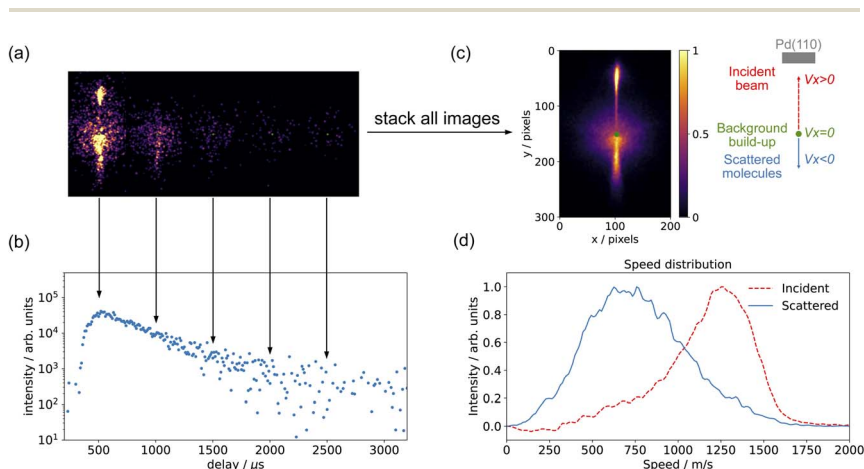 (a)
stack all images
(c)
0
100
200
300
y / pixels
0
100
200
x / pixels
1
0.5
0
Pd(110)
Incident
beam
Vx>0
Background
build-up
Vx=0
Scattered
molecules
Vx<0
(b)
10^5
10^4
10^3
10^2
10^1
intensity / arb. units
500
1000
1500
2000
2500
3000
delay / μs
(d)
Speed distribution
Incident
Scattered
1.0
0.8
0.6
0.4
0.2
0.0
Intensity / arb. units
0
250
500
750
1000
1250
1500
1750
2000
Speed / m/s